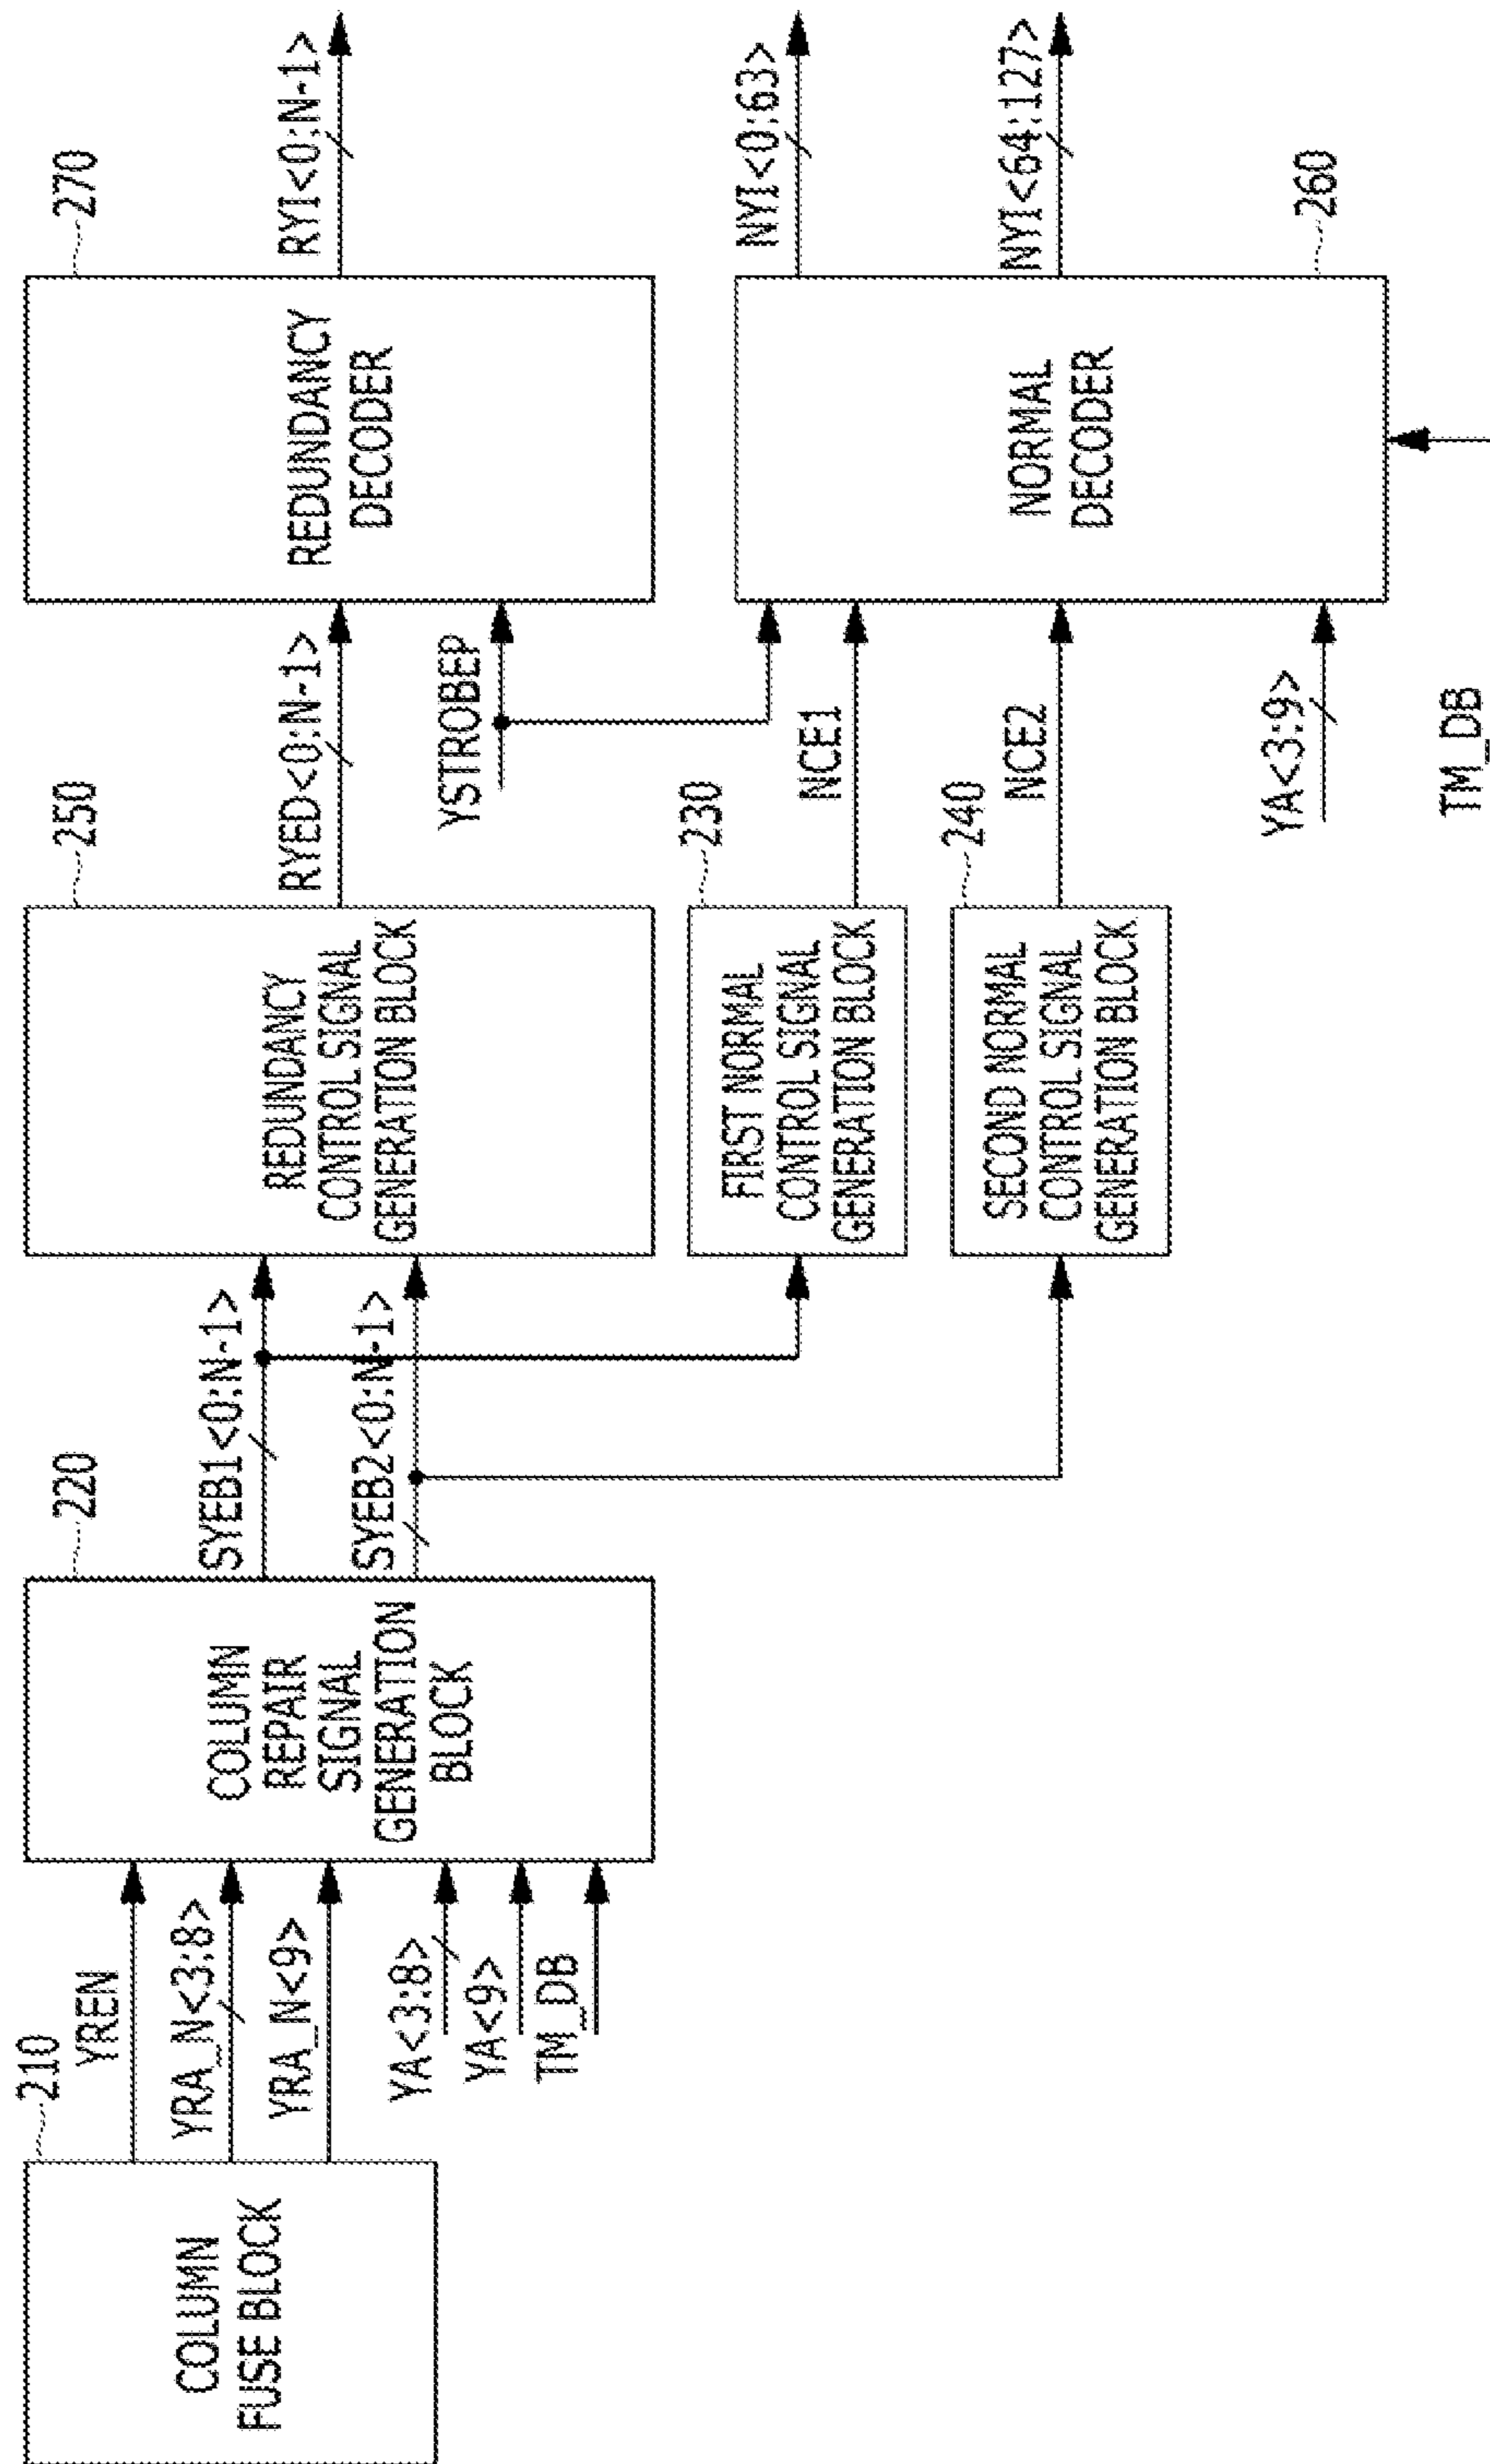 210
COLUMN
FUSE BLOCK
YREN
YRA_N<3:8>
YRA_N<9>
YA<3:8>
YA<9>
TM_DB
220
COLUMN
REPAIR
SIGNAL
GENERATION
BLOCK
SYEB1<0:N-1>
SYEB2<0:N-1>
250
REDUNDANCY
CONTROL SIGNAL
GENERATION BLOCK
230
FIRST NORMAL
CONTROL SIGNAL
GENERATION BLOCK
240
SECOND NORMAL
CONTROL SIGNAL
GENERATION BLOCK
RYED<0:N-1>
YSTROBEP
NCE1
NCE2
YA<3:9>
TM_DB
270
REDUNDANCY
DECODER
NORMAL
DECODER
260
RYI<0:N-1>
NYI<0:63>
NYI<64:127>